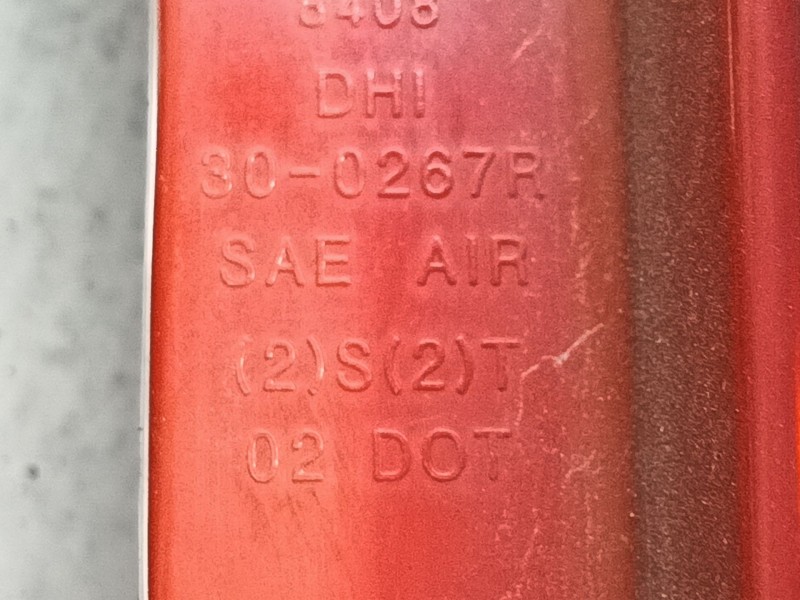 DHI
30-0267R
SAE AIR
(2)S(2)T
02 DOT